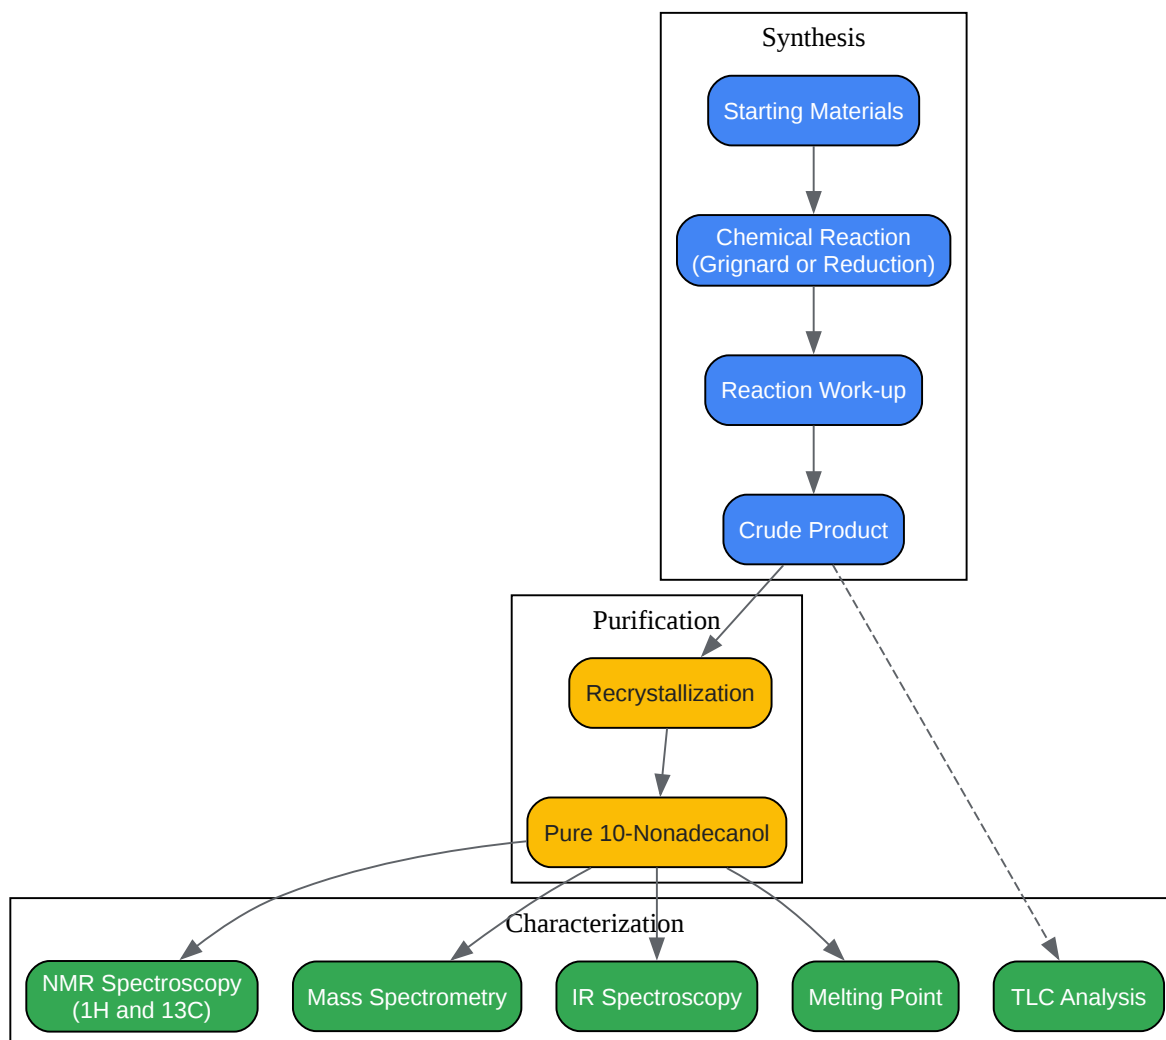 Synthesis
Starting Materials
Chemical Reaction
(Grignard or Reduction)
Reaction Work-up
Crude Product
Purification
Recrystallization
Pure 10-Nonadecanol
Characterization
NMR Spectroscopy
(1H and 13C)
Mass Spectrometry
IR Spectroscopy
Melting Point
TLC Analysis